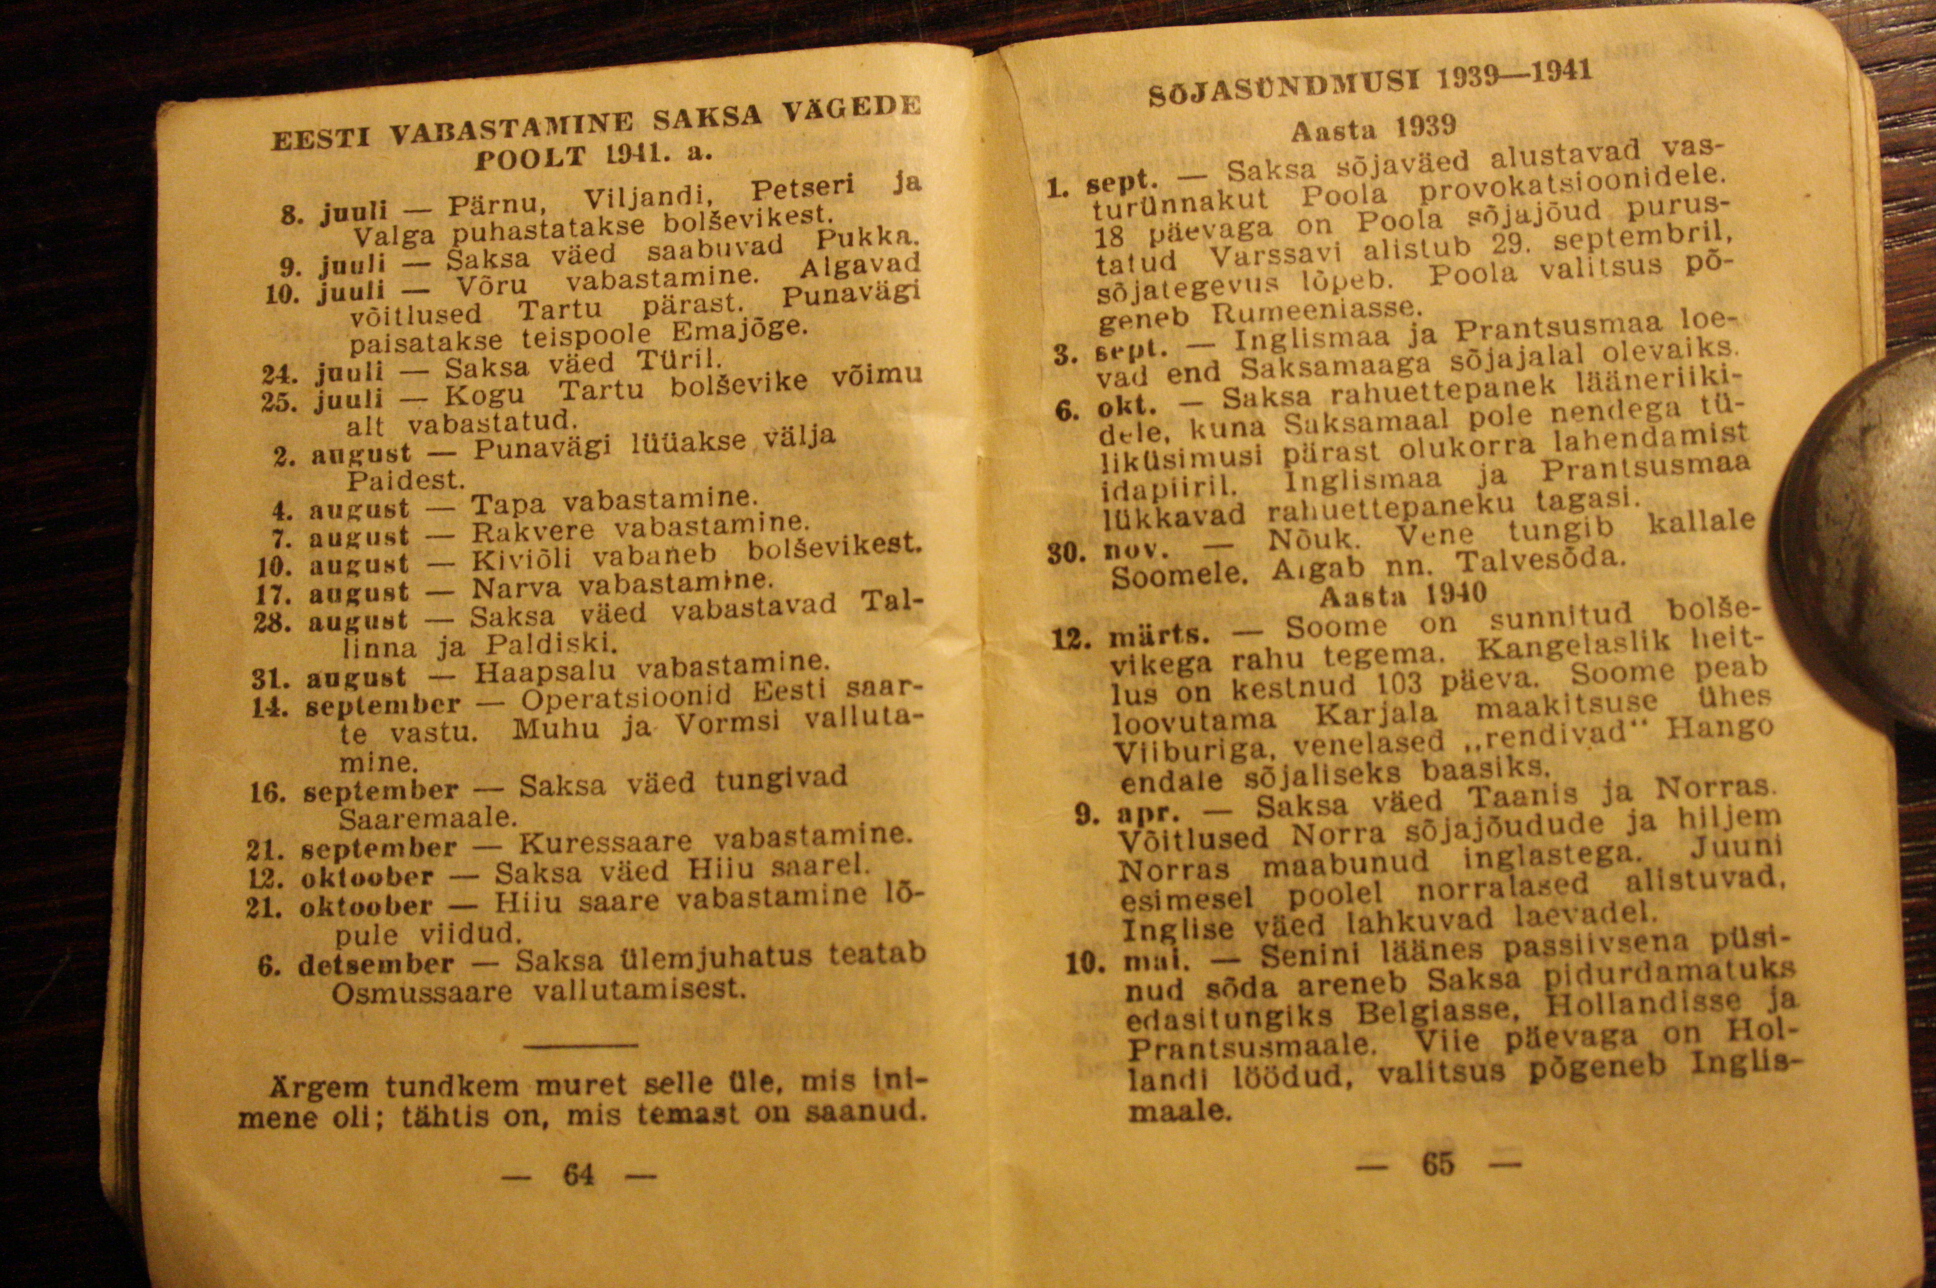 EESTI VABASTAMINE SAKSA VÄGEDE
POOLT 1941. a.
8. juuli — Pärnu, Viljandi, Petseri ja
Valga puhastatakse bolševikest.
9. juuli — Saksa väed saabuvad Pukka.
10. juuli — Võru vabastamine. Algavad
võitlused Tartu pärast. Punavägi
paisatakse teispoole Emajõge.
24. juuli — Saksa väed Türil.
25. juuli — Kogu Tartu bolševike võimu
alt vabastatud.
2. august — Punavägi lüüakse välja
Paidest.
4. august — Tapa vabastamine.
7. august — Rakvere vabastamine.
10. august — Kiviõli vabaneb bolševikest.
17. august — Narva vabastamine.
28. august — Saksa väed vabastavad Tal-
linna ja Paldiski.
31. august — Haapsalu vabastamine.
14. september — Operatsioonid Eesti saar-
te vastu. Muhu ja Vormsi valluta-
mine.
16. september — Saksa väed tungivad
Saaremaale.
21. september — Kuressaare vabastamine.
12. oktoober — Saksa väed Hiiu saarel.
21. oktoober — Hiiu saare vabastamine lõ-
pule viidud.
6. detsember — Saksa ülemjuhatus teatab
Osmussaare vallutamisest.
Ärgem tundkem muret selle üle, mis ini-
mene oli; tähtis on, mis temast on saanud.
— 64 —
SÕJASÜNDMUSI 1939—1941
Aasta 1939
1. sept. — Saksa sõjaväed alustavad vas-
turünnakut Poola provokatsioonidele.
18 päevaga on Poola sõjajõud purus-
tatud Varssavi alistub 29. septembril,
sõjategevus lõpeb. Poola valitsus põ-
geneb Rumeeniasse.
3. sept. — Inglismaa ja Prantsusmaa loe-
vad end Saksamaaga sõjajalal olevaiks.
6. okt. — Saksa rahuettepanek lääneriiki-
dele, kuna Saksamaal pole nendega tü-
liküsimusi pärast olukorra lahendamist
idapiiril. Inglismaa ja Prantsusmaa
lükkavad rahuettepaneku tagasi.
30. nov. — Nõuk. Vene tungib kallale
Soomele. Algab nn. Talvesõda.
Aasta 1940
12. märts. — Soome on sunnitud bolše-
vikega rahu tegema. Kangelaslik heit-
lus on kestnud 103 päeva. Soome peab
loovutama Karjala maakitsuse ühes
Viiburiga, venelased „rendivad“ Hango
endale sõjaliseks baasiks.
9. apr. — Saksa väed Taanis ja Norras.
Võitlused Norra sõjajõudude ja hiljem
Norras maabunud inglastega. Juuni
esimesel poolel norralased alistuvad,
Inglise väed lahkuvad laevadel.
10. mai. — Senini läänes passiivsena püsi-
nud sõda areneb Saksa pidurdamatuks
edasitungiks Belgiasse, Hollandisse ja
Prantsusmaale. Viie päevaga on Hol-
landi löödud, valitsus põgeneb Inglis-
maale.
— 65 —